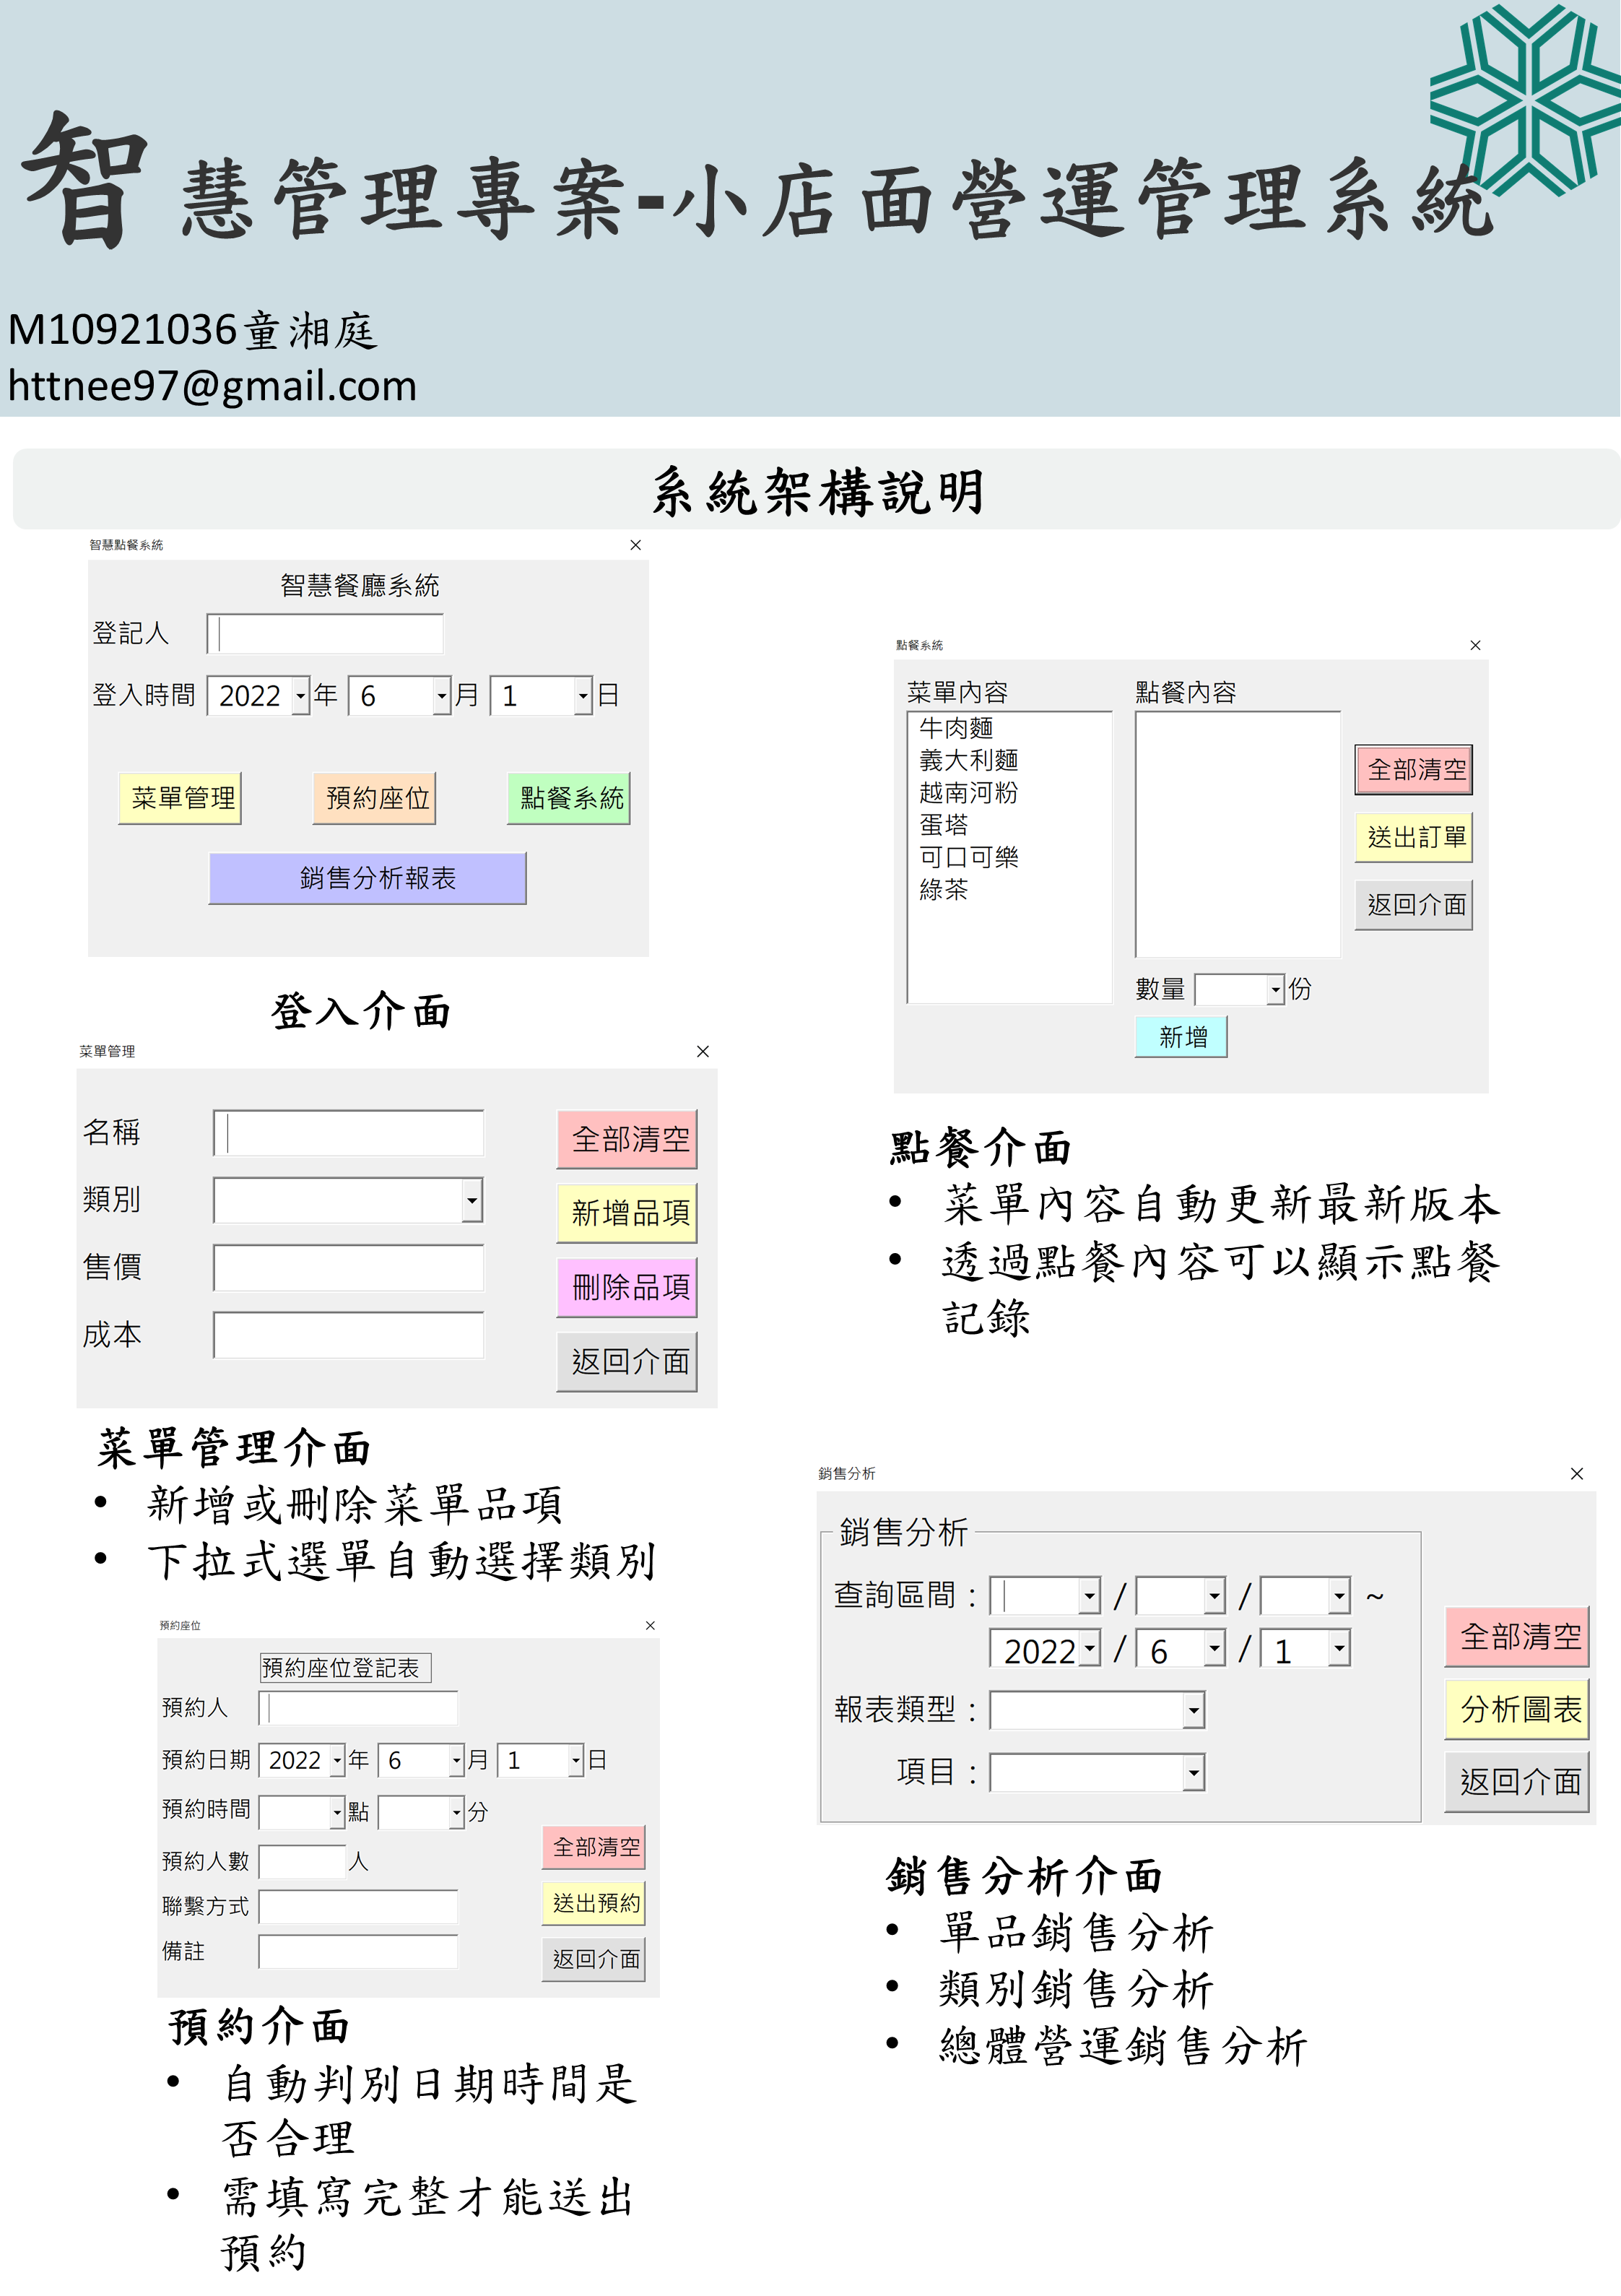 智慧管理專案-小店面營運管理系統
M10921036童湘庭
httnee97@gmail.com
系統架構說明
智慧點餐系統
智慧餐廳系統
登記人
登入時間 2022 年 6 月 1 日
菜單管理 預約座位 點餐系統
銷售分析報表
登入介面
菜單管理
名稱
類別
售價
成本
全部清空
新增品項
刪除品項
返回介面
菜單管理介面
• 新增或刪除菜單品項
• 下拉式選單自動選擇類別
預約座位
預約座位登記表
預約人
預約日期 2022 年 6 月 1 日
預約時間 點 分
預約人數 人
聯繫方式
備註
全部清空
送出預約
返回介面
預約介面
• 自動判別日期時間是
否合理
• 需填寫完整才能送出
預約
點餐系統
菜單內容
牛肉麵
義大利麵
越南河粉
蛋塔
可口可樂
綠茶
點餐內容
數量 份
新增
全部清空
送出訂單
返回介面
點餐介面
• 菜單內容自動更新最新版本
• 透過點餐內容可以顯示點餐
記錄
銷售分析
銷售分析
查詢區間： / / ~
2022 / 6 / 1
報表類型：
項目：
全部清空
分析圖表
返回介面
銷售分析介面
• 單品銷售分析
• 類別銷售分析
• 總體營運銷售分析